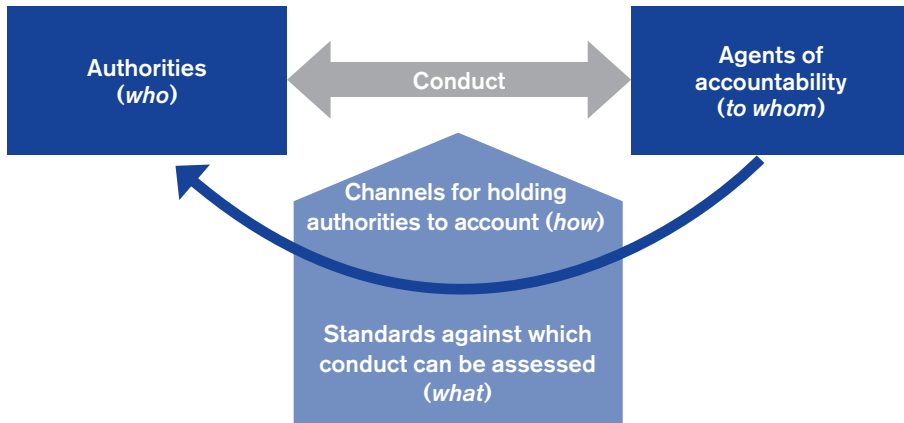 Authorities
(who)
Conduct
Agents of
accountability
(to whom)
Channels for holding
authorities to account (how)
Standards against which
conduct can be assessed
(what)